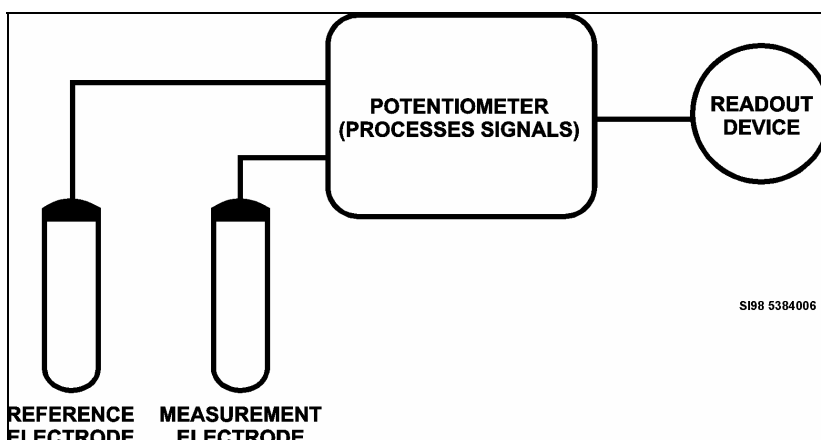 POTENTIOMETER
(PROCESSES SIGNALS)
READOUT
DEVICE
SI98 5384006
REFERENCE
ELECTRODE
MEASUREMENT
ELECTRODE